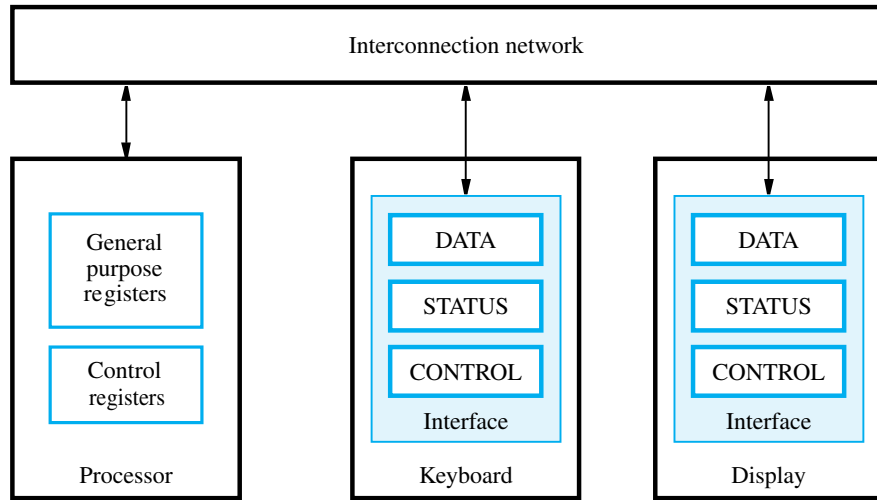 Interconnection network
General
purpose
registers
Control
registers
Processor
DATA
STATUS
CONTROL
Interface
Keyboard
DATA
STATUS
CONTROL
Interface
Display